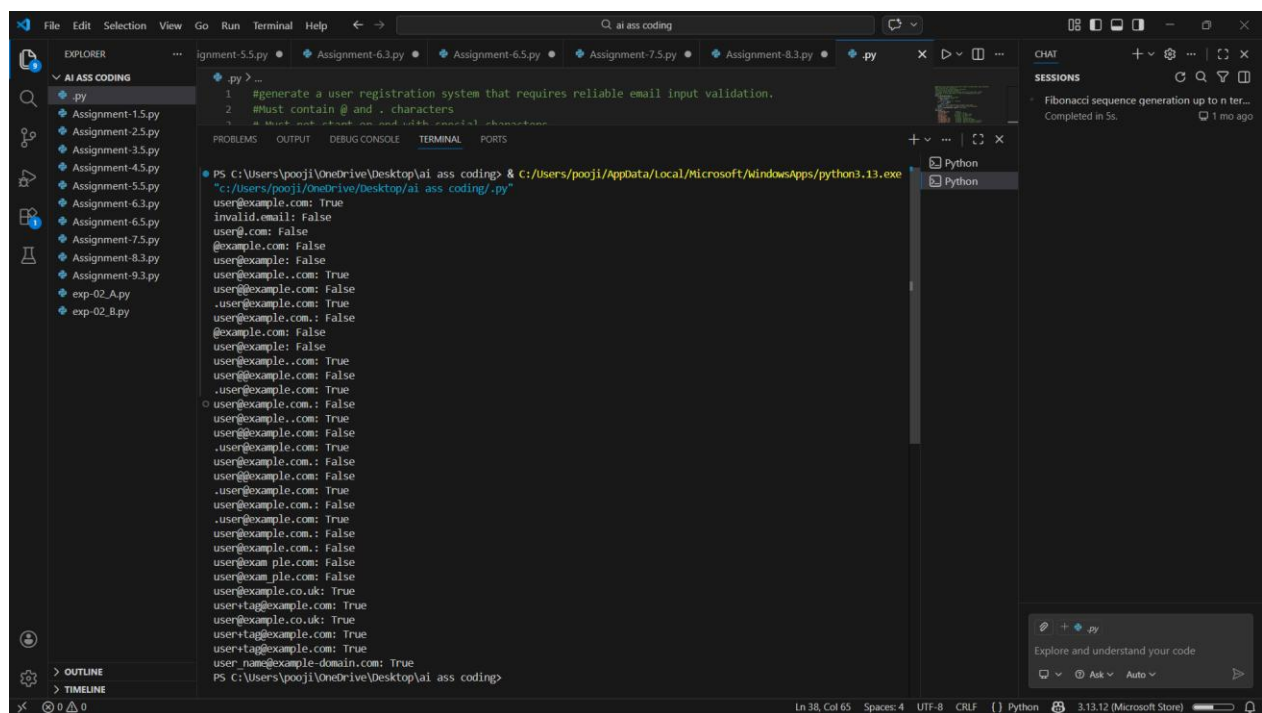 File Edit Selection View Go Run Terminal Help
ai ass coding
EXPLORER
AI ASS CODING
.py
Assignment-1.5.py
Assignment-2.5.py
Assignment-3.5.py
Assignment-4.5.py
Assignment-5.5.py
Assignment-6.3.py
Assignment-6.5.py
Assignment-7.5.py
Assignment-8.3.py
Assignment-9.3.py
exp-02_A.py
exp-02_B.py
OUTLINE
TIMELINE
ignment-5.5.py Assignment-6.3.py Assignment-6.5.py Assignment-7.5.py Assignment-8.3.py .py
.py > ...
1 #generate a user registration system that requires reliable email input validation.
2 #Must contain @ and . characters
3 # Must not start or end with special characters
PROBLEMS OUTPUT DEBUG CONSOLE TERMINAL PORTS
Python
Python
PS C:\Users\pooji\OneDrive\Desktop\ai ass coding> & C:/Users/pooji/AppData/Local/Microsoft/WindowsApps/python3.13.exe
"c:/Users/pooji/OneDrive/Desktop/ai ass coding/.py"
user@example.com: True
invalid.email: False
user@.com: False
@example.com: False
user@example: False
user@example..com: True
user@@example.com: False
.user@example.com: True
user@example.com.: False
@example.com: False
user@example: False
user@example..com: True
user@@example.com: False
.user@example.com: True
user@example.com.: False
user@example..com: True
user@@example.com: False
.user@example.com: True
user@example.com.: False
user@@example.com: False
.user@example.com: True
user@example.com.: False
.user@example.com: True
user@example.com.: False
user@example.com.: False
user@exam ple.com: False
user@exam_ple.com: False
user@example.co.uk: True
user+tag@example.com: True
user@example.co.uk: True
user+tag@example.com: True
user+tag@example.com: True
user_name@example-domain.com: True
PS C:\Users\pooji\OneDrive\Desktop\ai ass coding>
CHAT
SESSIONS
Fibonacci sequence generation up to n ter...
Completed in 5s. 1 mo ago
.py
Explore and understand your code
Ask Auto
0 0 Ln 38, Col 65 Spaces: 4 UTF-8 CRLF {} Python 3.13.12 (Microsoft Store)